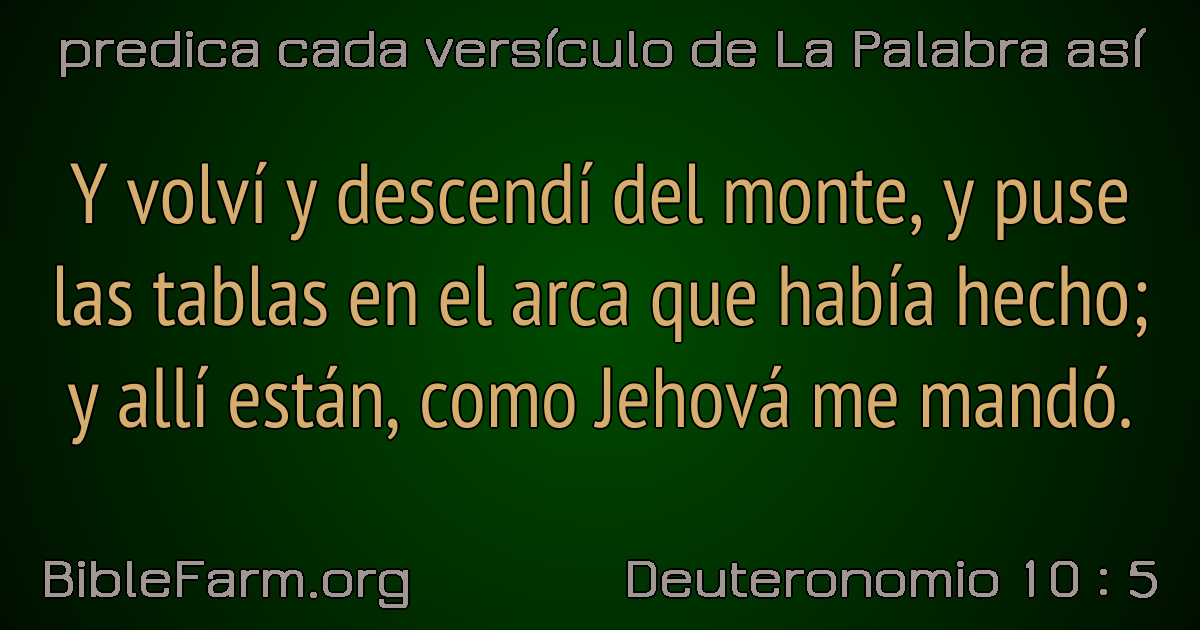 predica cada versículo de La Palabra así
Y volví y descendí del monte, y puse
las tablas en el arca que había hecho;
y allí están, como Jehová me mandó.
BibleFarm.org
Deuteronomio 10 : 5